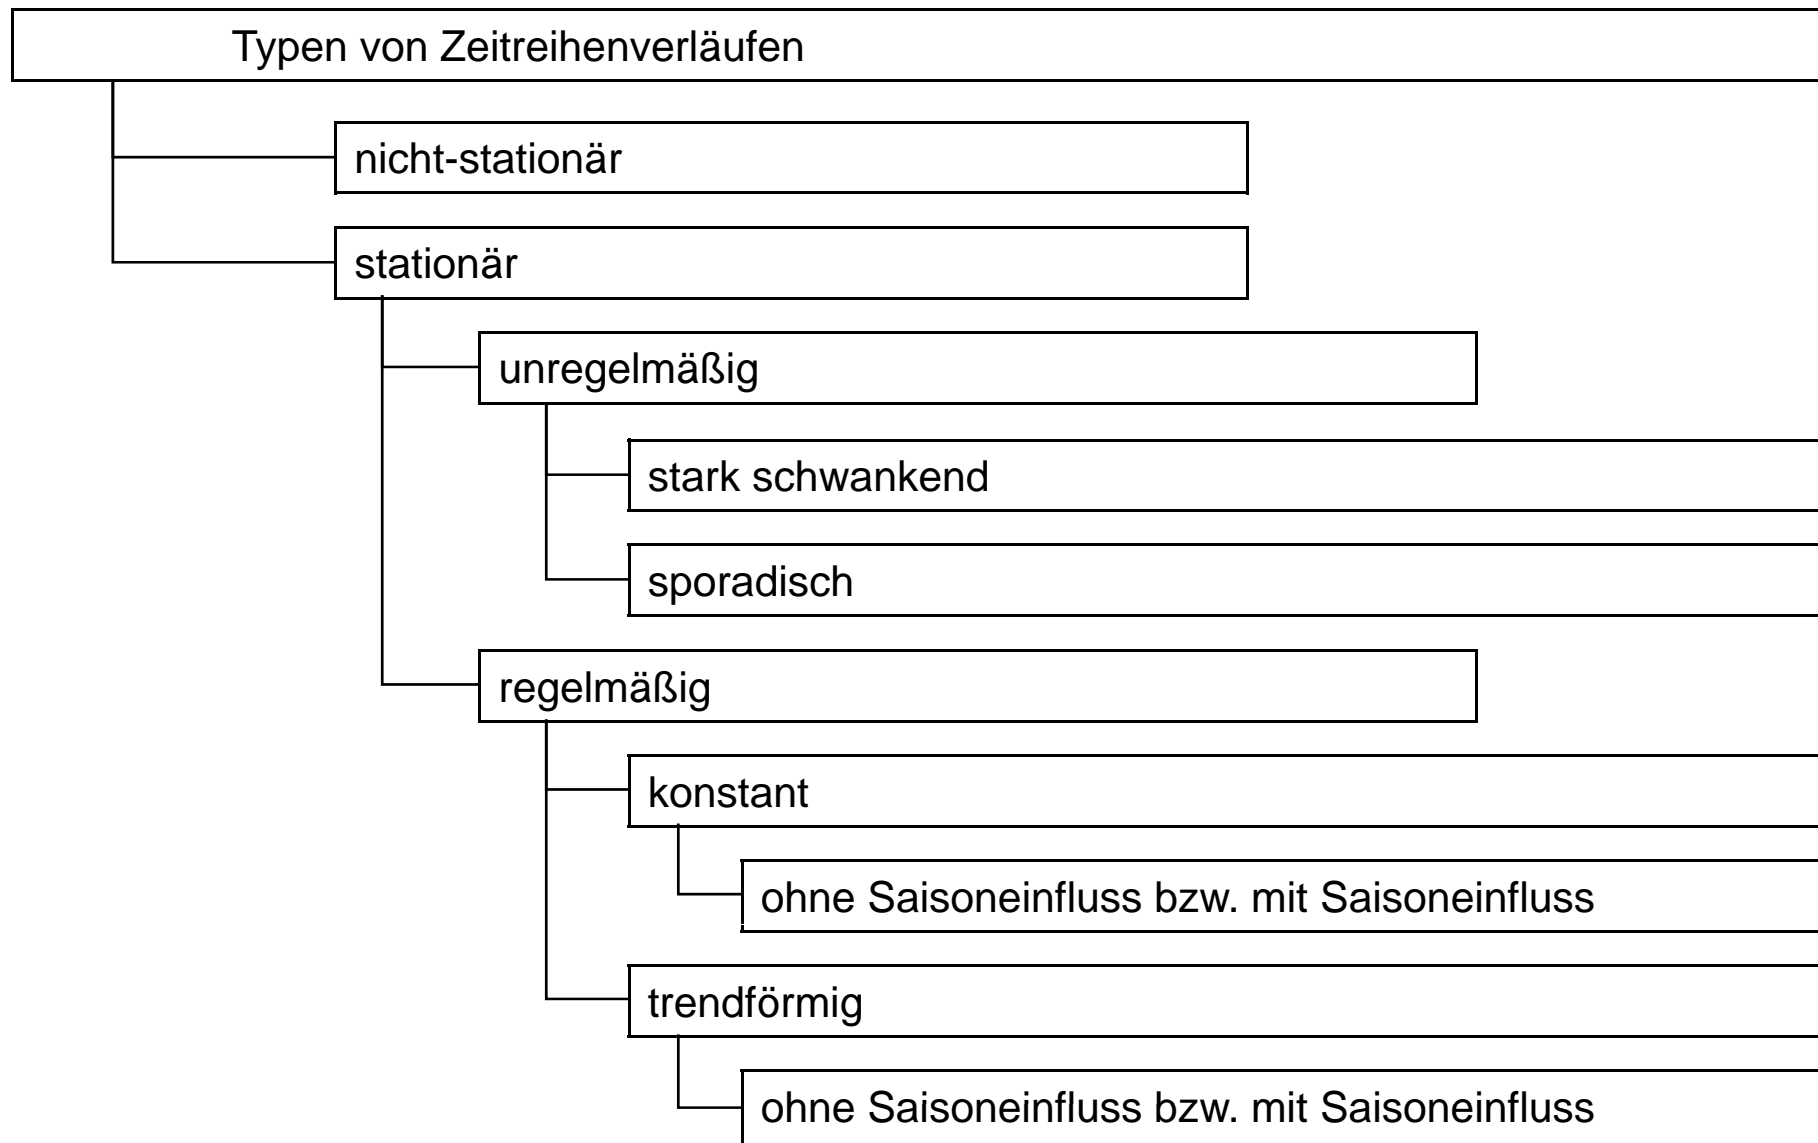 Typen von Zeitreihenverläufen
nicht-stationär
stationär
unregelmäßig
stark schwankend
sporadisch
regelmäßig
konstant
ohne Saisoneinfluss bzw. mit Saisoneinfluss
trendförmig
ohne Saisoneinfluss bzw. mit Saisoneinfluss